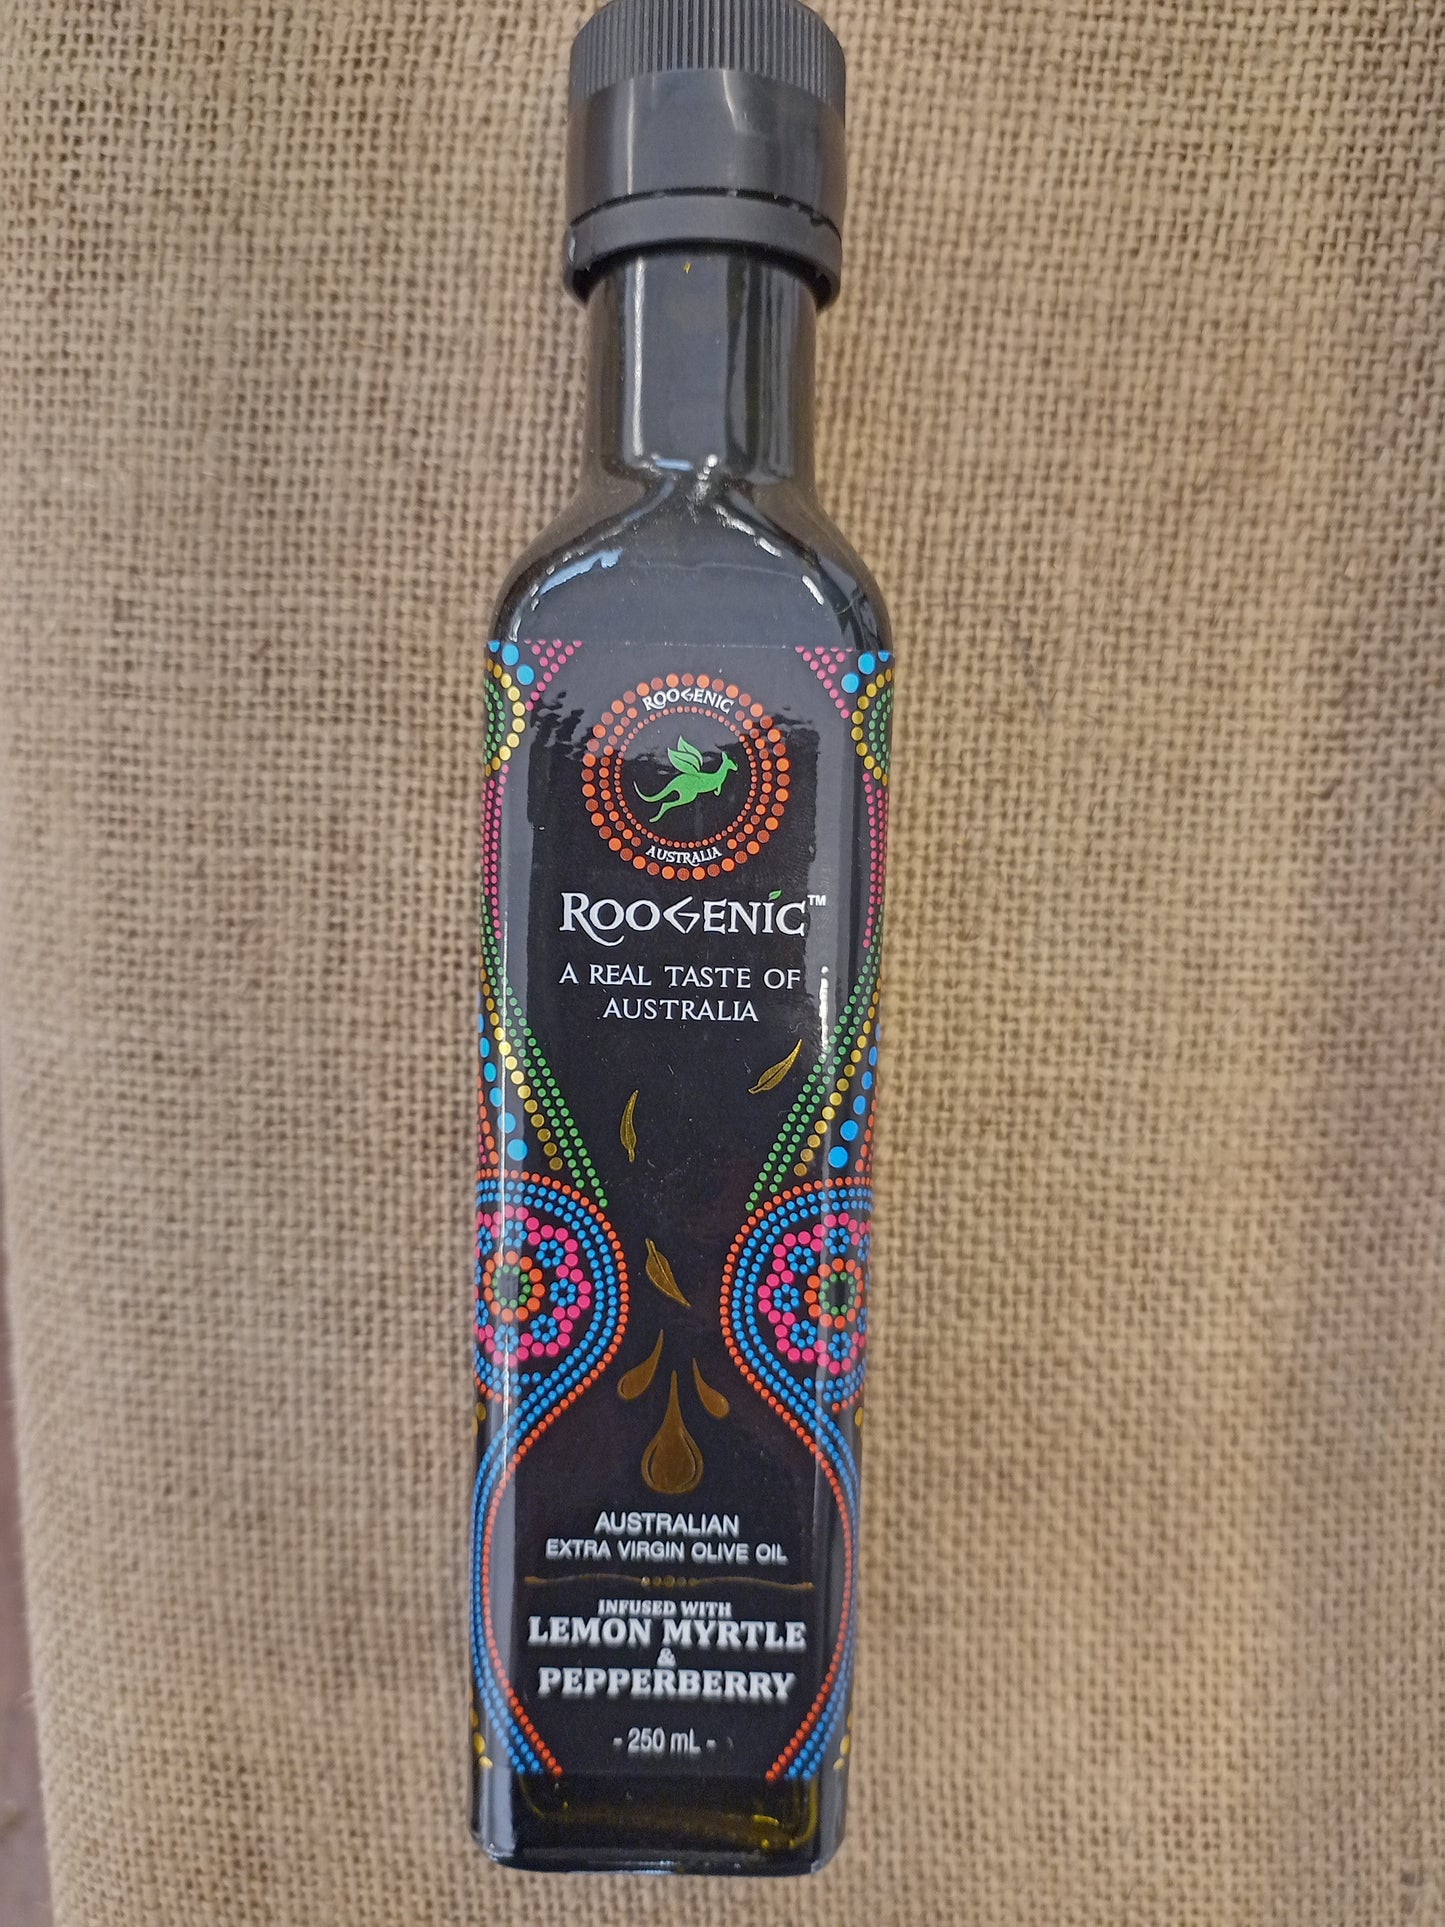 ROOGENIC
AUSTRALIA
ROOGENIC™
A REAL TASTE OF
AUSTRALIA
AUSTRALIAN
EXTRA VIRGIN OLIVE OIL
INFUSED WITH
LEMON MYRTLE
&
PEPPERBERRY
- 250 mL -